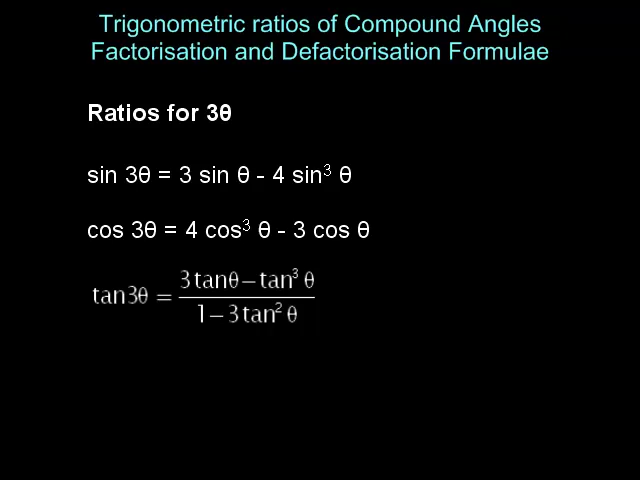 Trigonometric ratios of Compound Angles
Factorisation and Defactorisation Formulae
Ratios for 3θ
sin 3θ = 3 sin θ - 4 sin³ θ
cos 3θ = 4 cos³ θ - 3 cos θ
tan3θ = 3tanθ – tan³ θ
1 – 3tan² θ